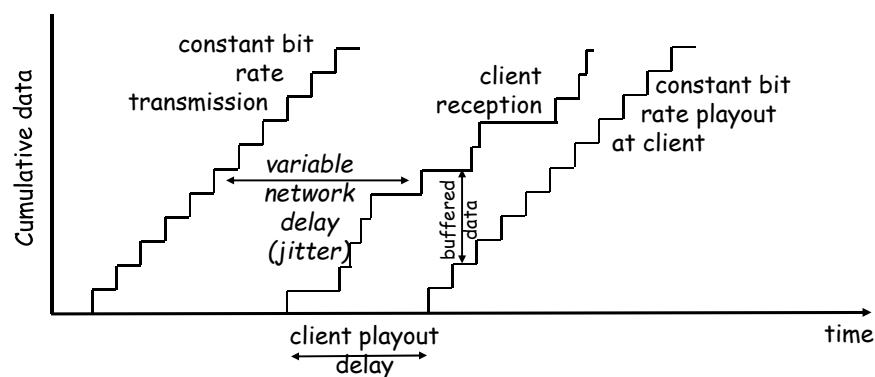 constant bit
rate
transmission
client
reception
constant bit
rate playout
at client
Cumulative data
variable
network
delay
(jitter)
buffered
data
time
client playout
delay